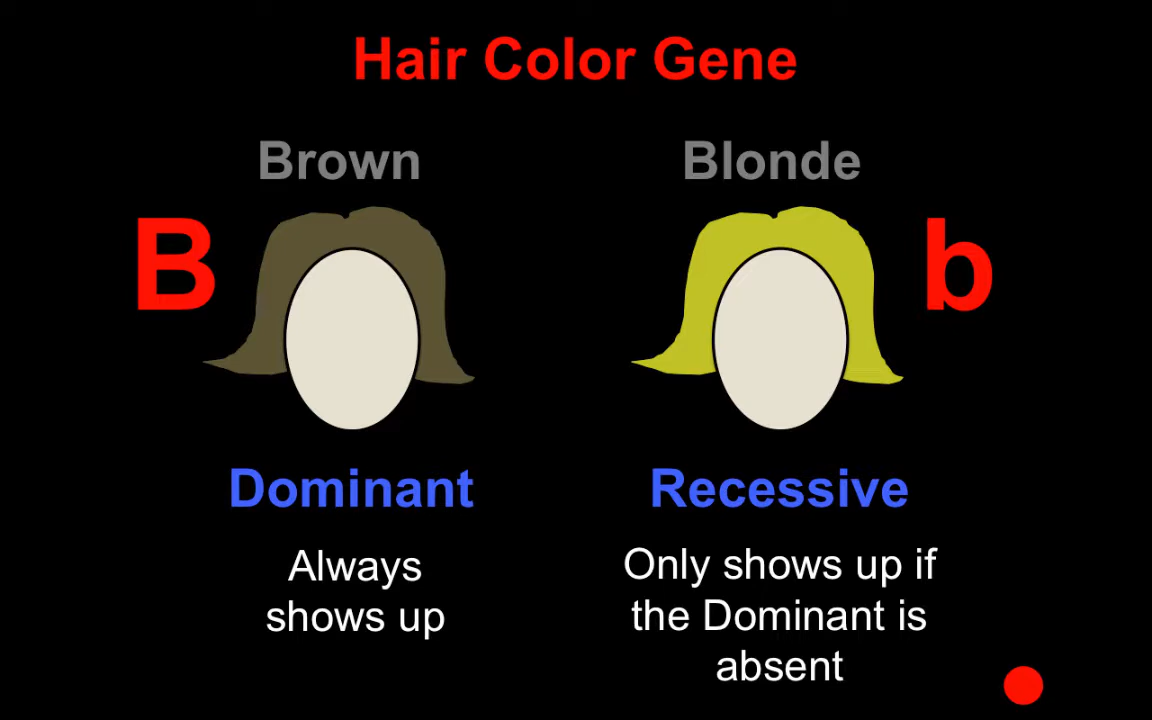 Hair Color Gene
Brown
Blonde
B
b
Dominant
Recessive
Always
shows up
Only shows up if
the Dominant is
absent